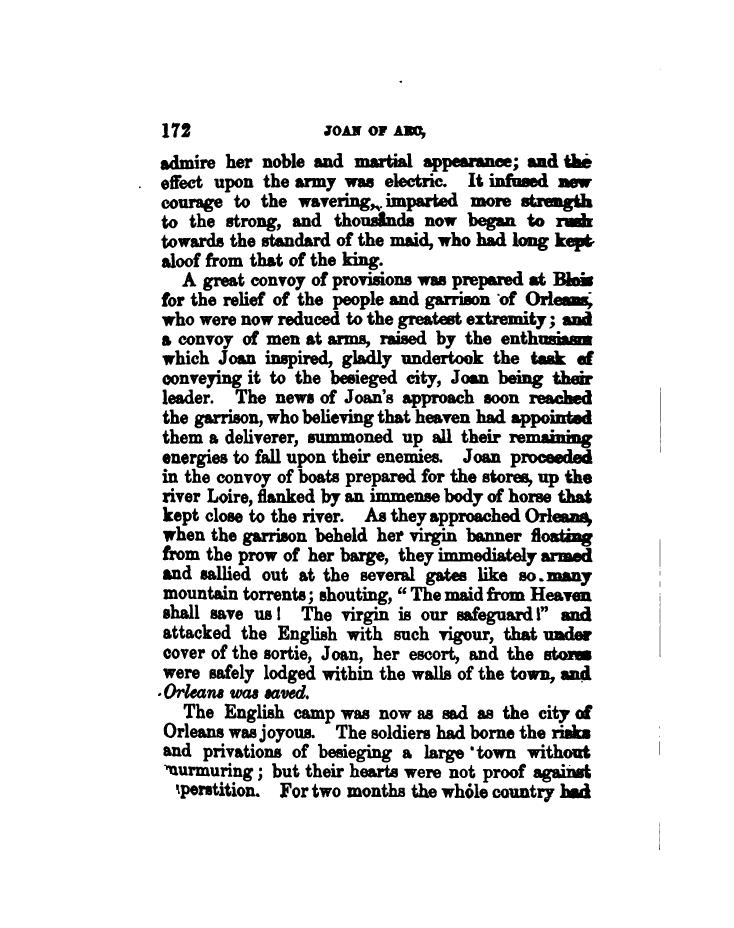 172 JOAN OF ARC,
admire her noble and martial appearance; and the
effect upon the army was electric. It infused new
courage to the wavering, imparted more strength
to the strong, and thousands now began to rush
towards the standard of the maid, who had long kept
aloof from that of the king.
A great convoy of provisions was prepared at Blois
for the relief of the people and garrison of Orleans,
who were now reduced to the greatest extremity; and
a convoy of men at arms, raised by the enthusiasm
which Joan inspired, gladly undertook the task of
conveying it to the besieged city, Joan being their
leader. The news of Joan's approach soon reached
the garrison, who believing that heaven had appointed
them a deliverer, summoned up all their remaining
energies to fall upon their enemies. Joan proceeded
in the convoy of boats prepared for the stores, up the
river Loire, flanked by an immense body of horse that
kept close to the river. As they approached Orleans,
when the garrison beheld her virgin banner floating
from the prow of her barge, they immediately armed
and sallied out at the several gates like so many
mountain torrents; shouting, “The maid from Heaven
shall save us! The virgin is our safeguard!” and
attacked the English with such vigour, that under
cover of the sortie, Joan, her escort, and the stores
were safely lodged within the walls of the town, and
Orleans was saved.
The English camp was now as sad as the city of
Orleans was joyous. The soldiers had borne the risks
and privations of besieging a large town without
murmuring; but their hearts were not proof against
perstition. For two months the whole country had